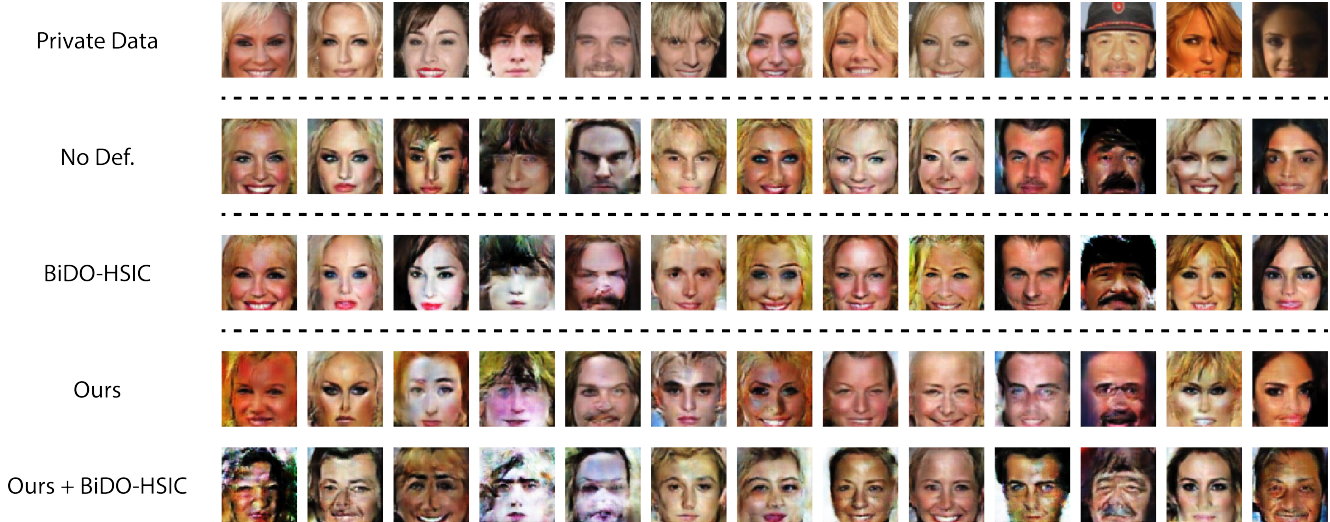 Private Data
No Def.
BiDO-HSIC
Ours
Ours + BiDO-HSIC